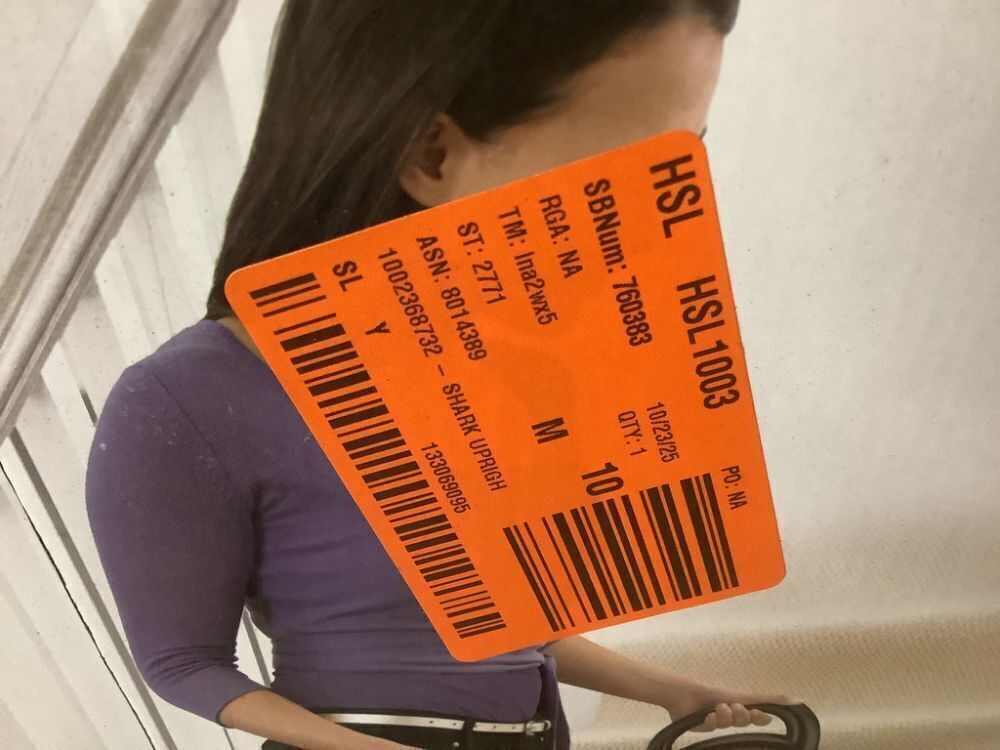 HSL HSL1003 PO: NA
SBNum: 760383 10/23/25
RGA: NA QTY: 1
TM: lna2wx5 10
ST: 2771 M
ASN: 8014389
1002368732 - SHARK UPRIGH
SL Y 133069095